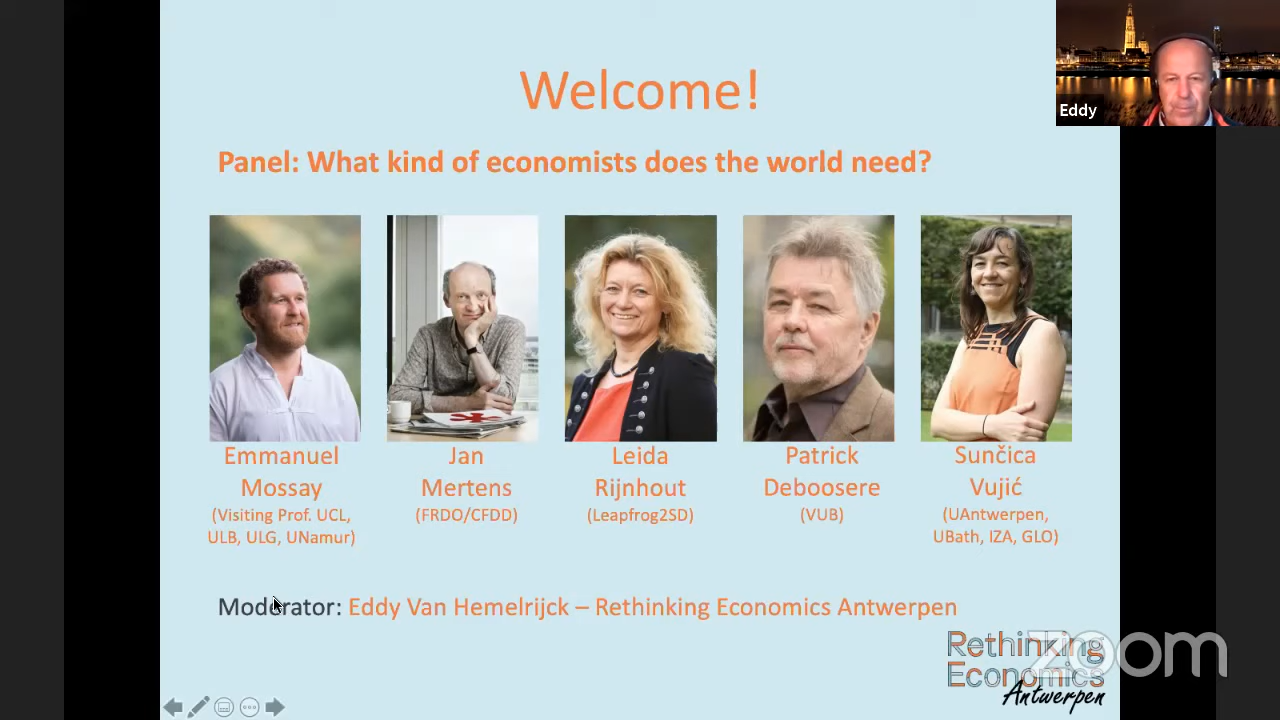 Welcome!
Eddy
Panel: What kind of economists does the world need?
Emmanuel
Mossay
(Visiting Prof. UCL,
ULB, ULG, UNamur)
Jan
Mertens
(FRDO/CFDD)
Leida
Rijnhout
(Leapfrog2SD)
Patrick
Deboosere
(VUB)
Sunčica
Vujić
(UAntwerpen,
UBath, IZA, GLO)
Moderator: Eddy Van Hemelrijck – Rethinking Economics Antwerpen
Rethinking
Economics
Antwerpen
zoom